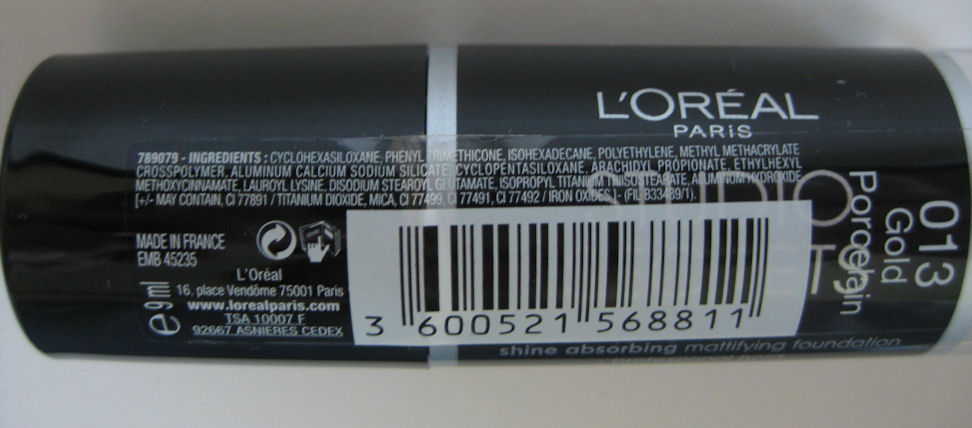 L'ORÉAL
PARIS
789079 - INGREDIENTS : CYCLOHEXASILOXANE, PHENYL TRIMETHICONE, ISOHEXADECANE, POLYETHYLENE, METHYL METHACRYLATE
CROSSPOLYMER, ALUMINUM CALCIUM SODIUM SILICATE, CYCLOPENTASILOXANE, ARACHIDYL PROPIONATE, ETHYLHEXYL
METHOXYCINNAMATE, LAUROYL LYSINE, DISODIUM STEAROYL GLUTAMATE, ISOPROPYL TITANIUM TRIISOSTEARATE, ALUMINUM HYDROXIDE
[+/- MAY CONTAIN, CI 77891 / TITANIUM DIOXIDE, MICA, CI 77499, CI 77491, CI 77492 / IRON OXIDES ]- (FIL B33489/1).
MADE IN FRANCE
EMB 45235
e 9 ml
L'Oréal
16, place Vendôme 75001 Paris
www.lorealparis.com
TSA 10007 F
92667 ASNIERES CEDEX
3 600521 568811
013
Gold
Porcelain
shine absorbing mattifying foundation